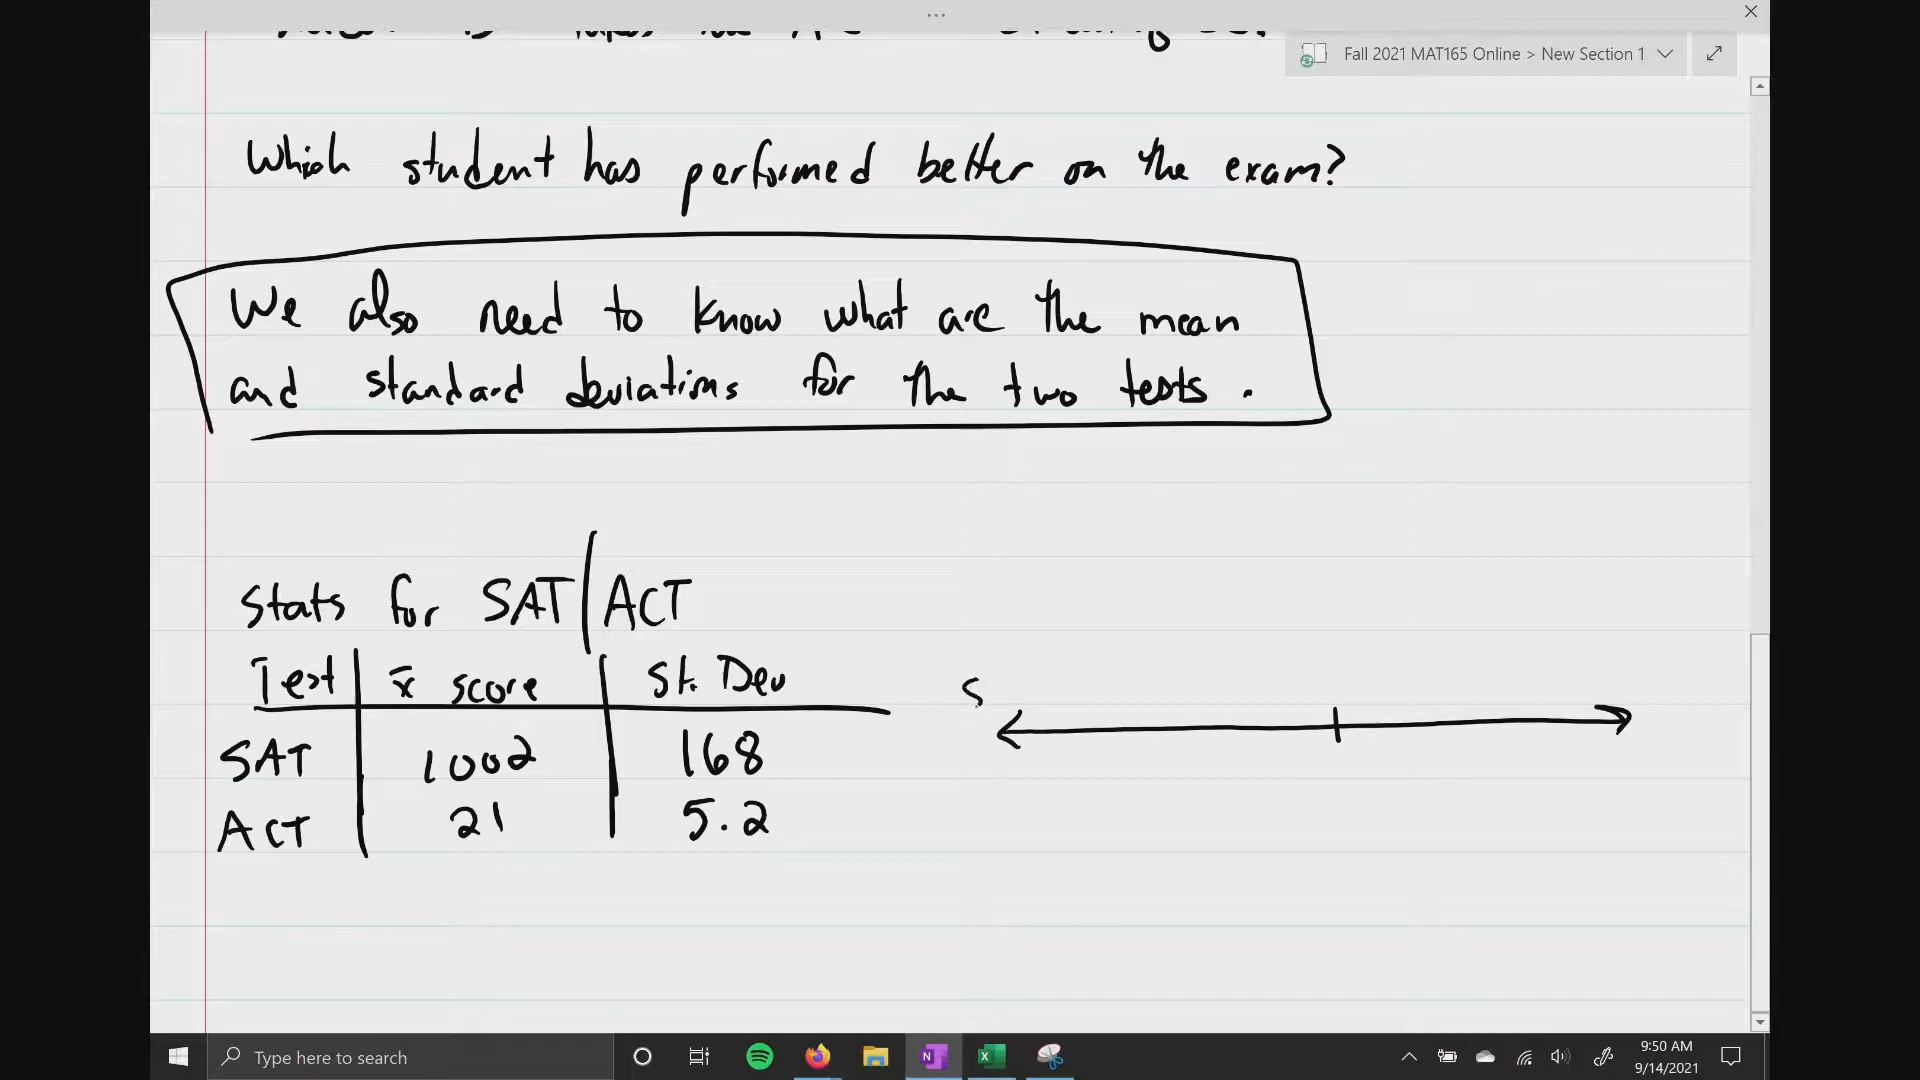 ...
Fall 2021 MAT165 Online > New Section 1
Which student has performed better on the exam?
We also need to know what are the mean
and standard deviations for the two tests.
Stats for SAT/ACT
Test x̄ score St. Dev
SAT 1002 168
ACT 21 5.2
S
Type here to search
9:50 AM
9/14/2021